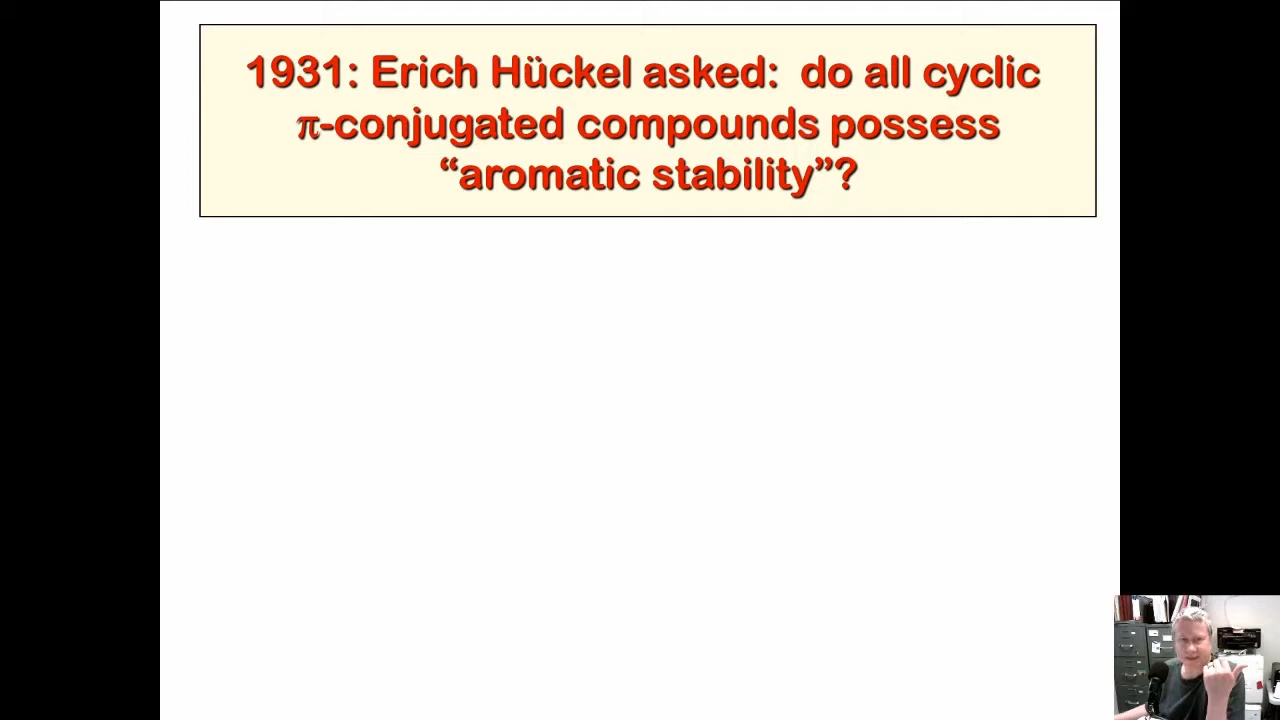 1931: Erich Hückel asked: do all cyclic
π-conjugated compounds possess
“aromatic stability”?